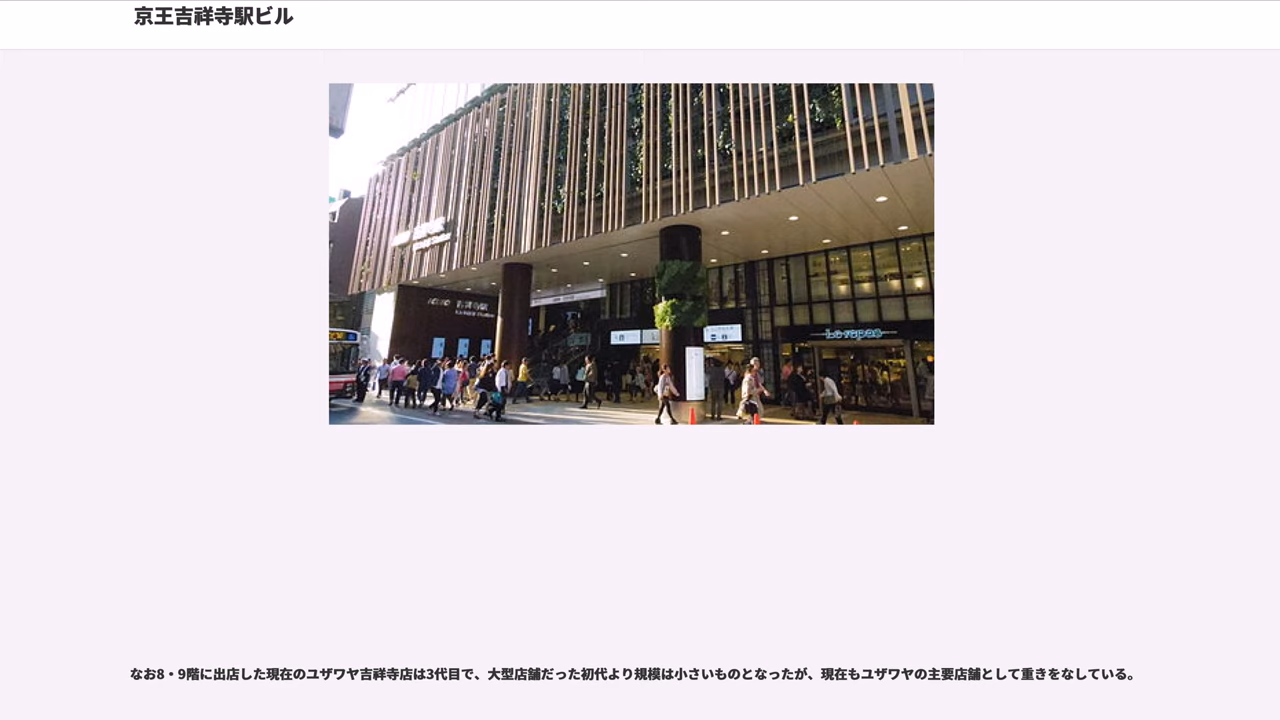 京王吉祥寺駅ビル
なお8・9階に出店した現在のユザワヤ吉祥寺店は3代目で、大型店舗だった初代より規模は小さいものとなったが、現在もユザワヤの主要店舗として重きをなしている。